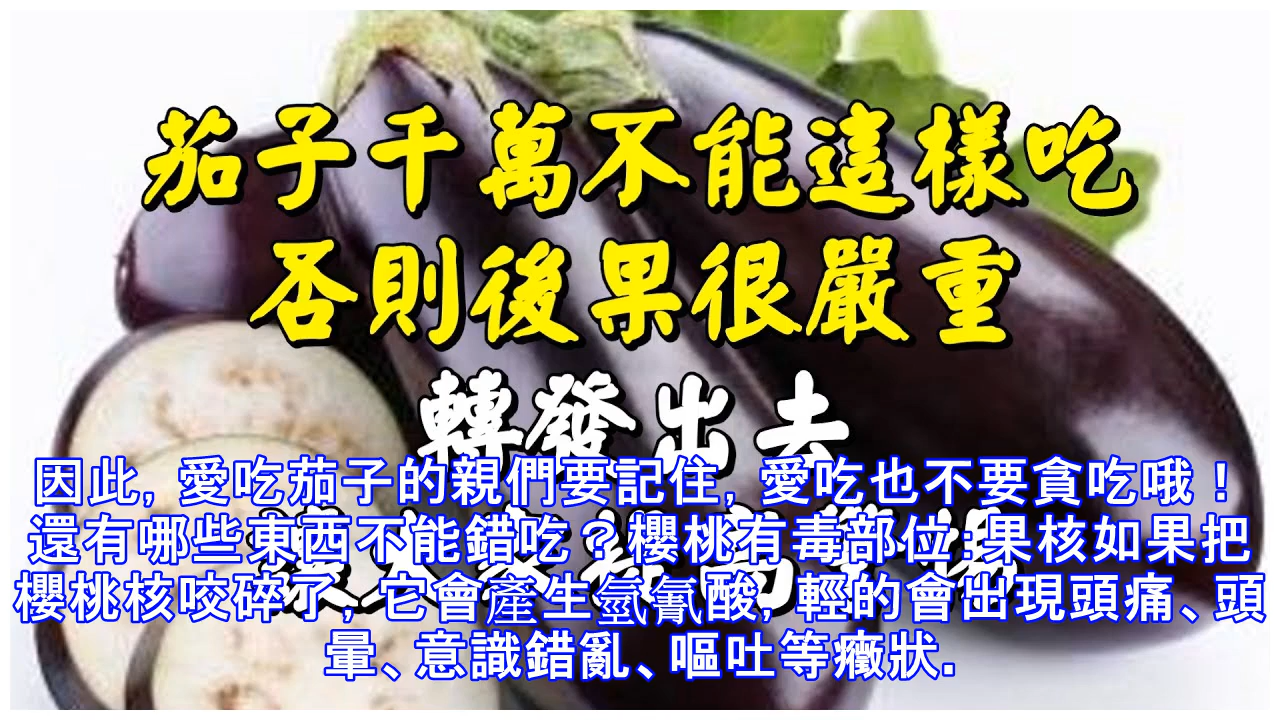 茄子千萬不能這樣吃
否則後果很嚴重
轉發出去
因此, 愛吃茄子的親們要記住, 愛吃也不要貪吃哦！
還有哪些東西不能錯吃？櫻桃有毒部位:果核如果把
櫻桃核咬碎了, 它會產生氫氰酸, 輕的會出現頭痛、頭
暈、意識錯亂、嘔吐等癥狀.